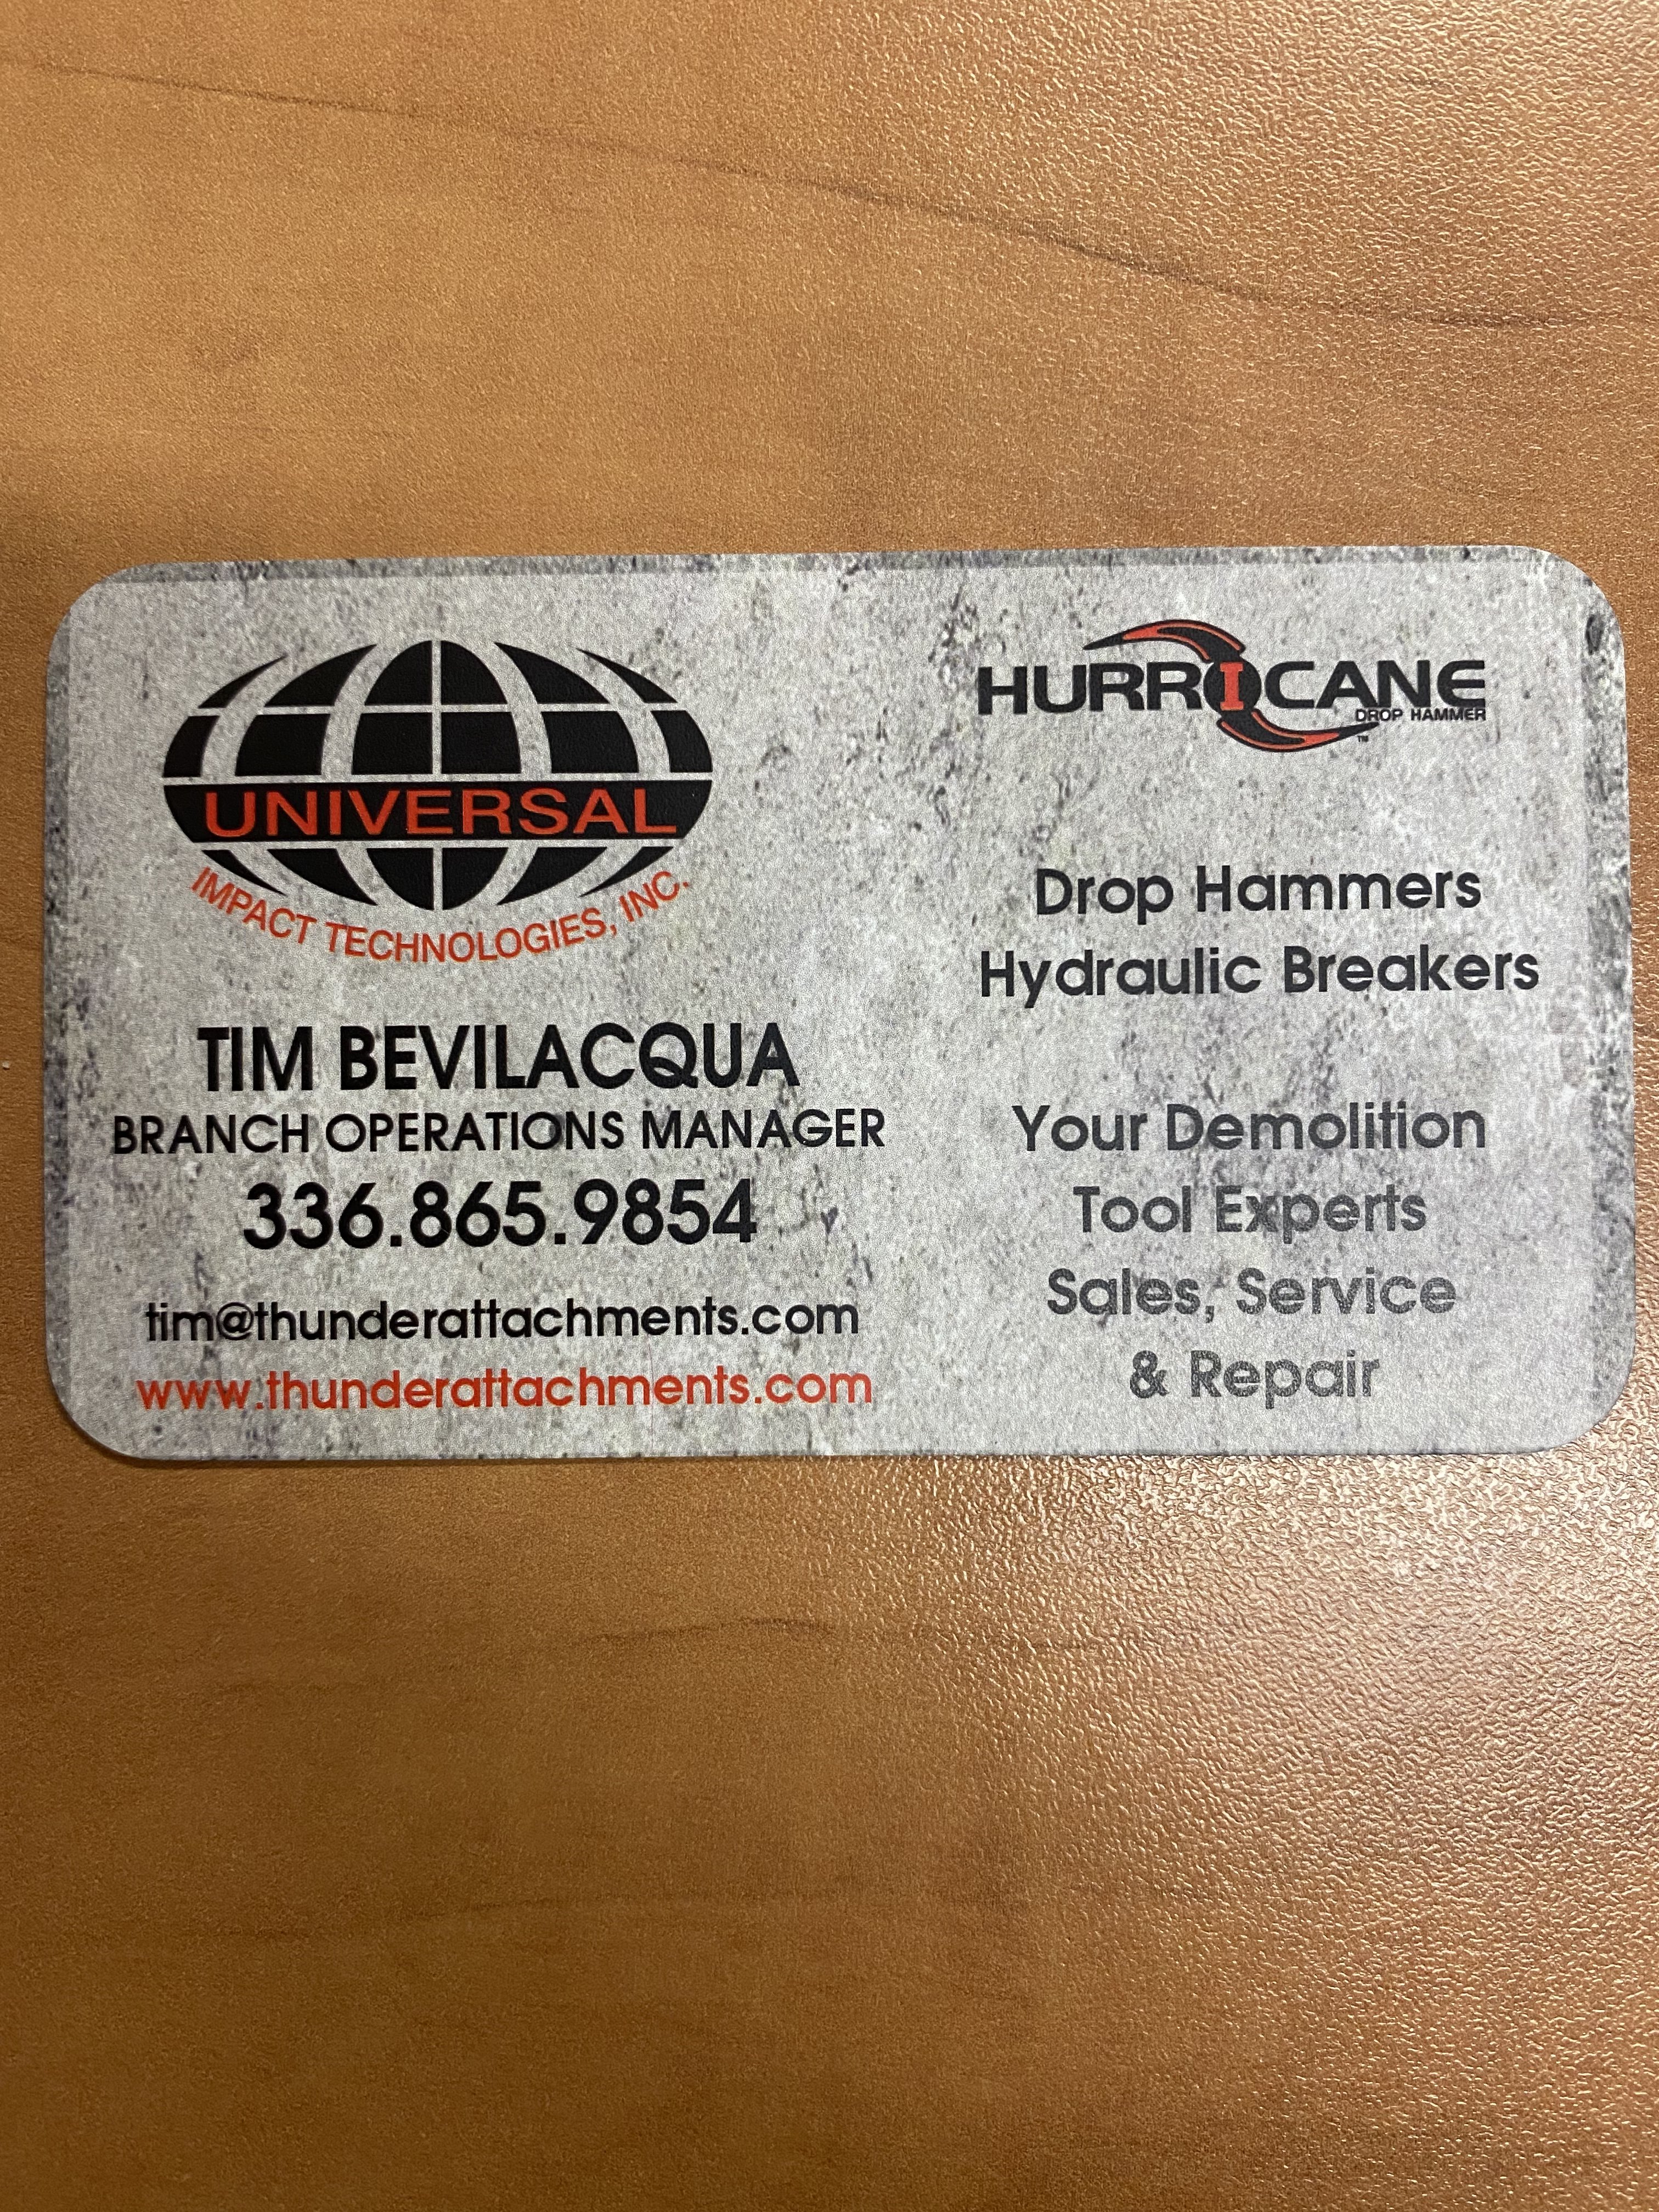 UNIVERSAL
IMPACT TECHNOLOGIES, INC.
TIM BEVILACQUA
BRANCH OPERATIONS MANAGER
336.865.9854
tim@thunderattachments.com
www.thunderattachments.com
HURRICANE
DROP HAMMER
™
Drop Hammers
Hydraulic Breakers
Your Demolition
Tool Experts
Sales, Service
& Repair